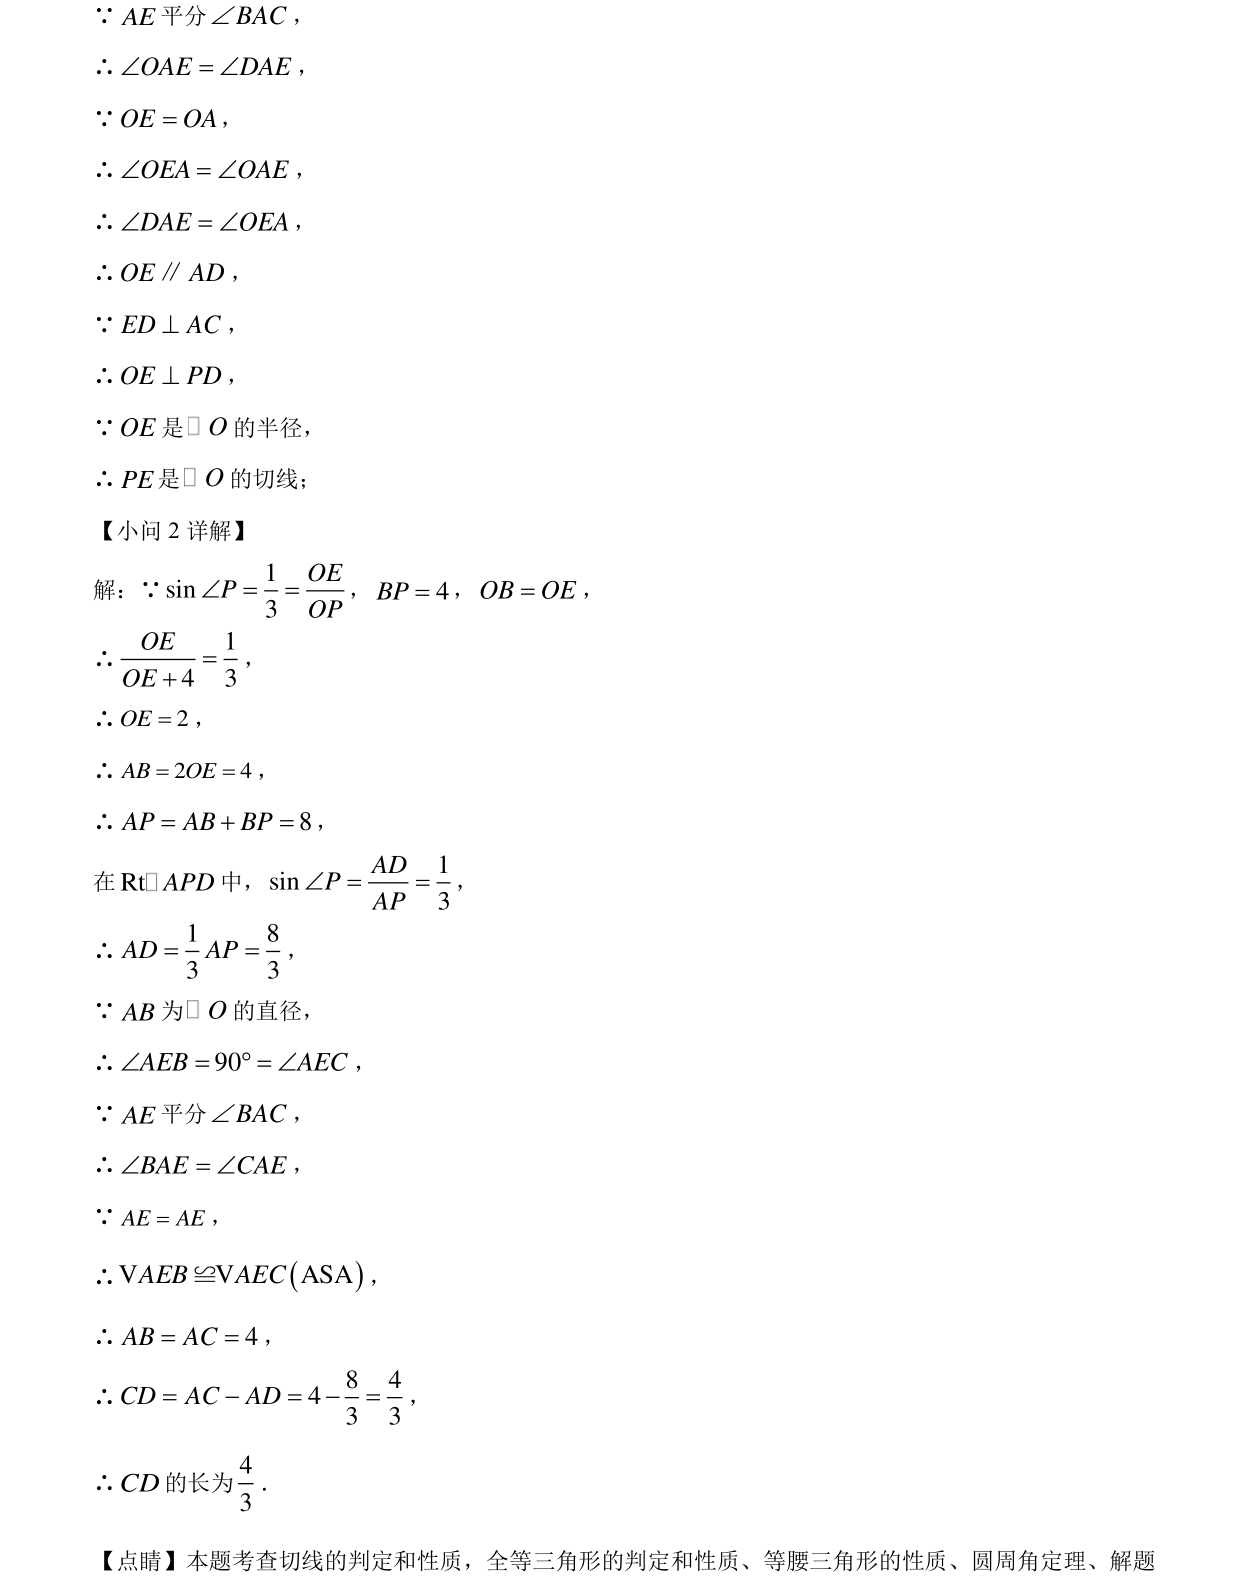 ∵ AE 平分∠BAC，
∴ ∠OAE = ∠DAE，
∵ OE = OA，
∴ ∠OEA = ∠OAE，
∴ ∠DAE = ∠OEA，
∴ OE ∥ AD，
∵ ED ⊥ AC，
∴ OE ⊥ PD，
∵ OE 是□ O 的半径，
∴ PE 是□ O 的切线；
【小问 2 详解】
解：∵ sin ∠P = 1/3 = OE/OP，BP = 4，OB = OE，
∴ OE/(OE + 4) = 1/3，
∴ OE = 2，
∴ AB = 2OE = 4，
∴ AP = AB + BP = 8，
在 Rt□ APD 中，sin ∠P = AD/AP = 1/3，
∴ AD = 1/3 AP = 8/3，
∵ AB 为□ O 的直径，
∴ ∠AEB = 90° = ∠AEC，
∵ AE 平分∠BAC，
∴ ∠BAE = ∠CAE，
∵ AE = AE，
∴ VAEB ≌ VAEC(ASA)，
∴ AB = AC = 4，
∴ CD = AC − AD = 4 − 8/3 = 4/3，
∴ CD 的长为 4/3．
【点睛】本题考查切线的判定和性质，全等三角形的判定和性质、等腰三角形的性质、圆周角定理、解题